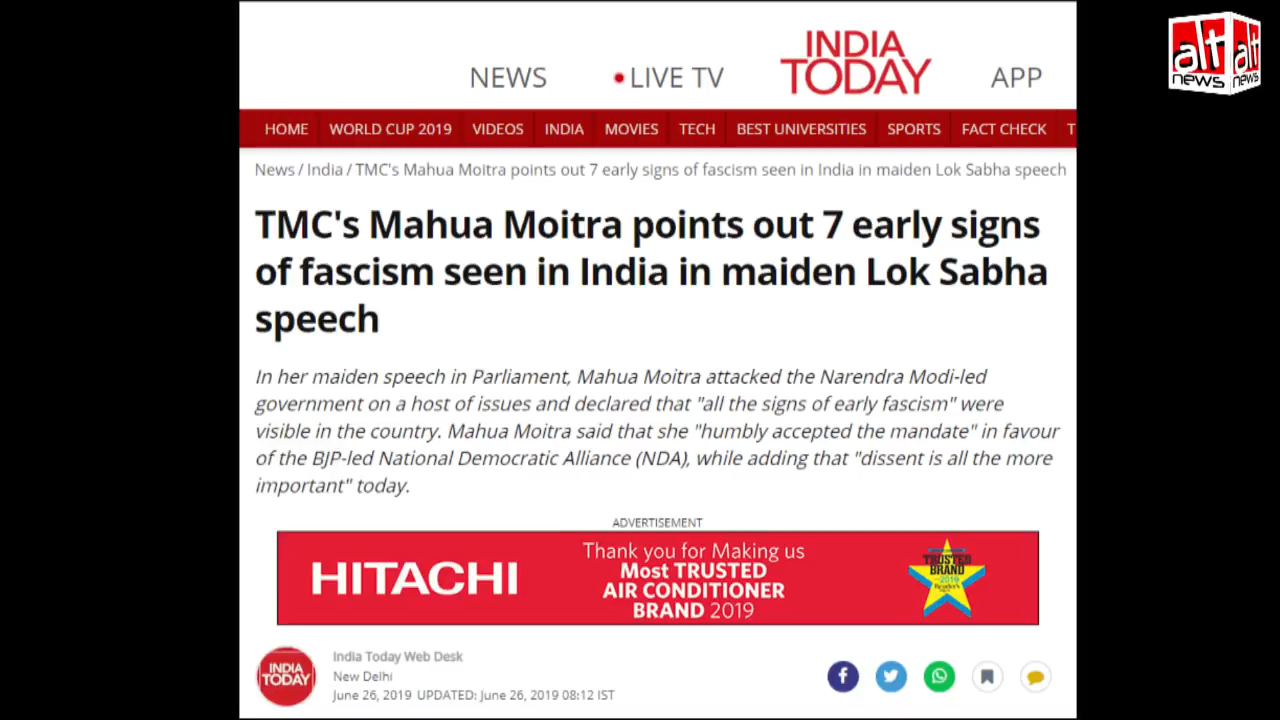 alt alt
news news
INDIA
TODAY
NEWS LIVE TV APP
HOME WORLD CUP 2019 VIDEOS INDIA MOVIES TECH BEST UNIVERSITIES SPORTS FACT CHECK T
News / India / TMC's Mahua Moitra points out 7 early signs of fascism seen in India in maiden Lok Sabha speech
TMC's Mahua Moitra points out 7 early signs
of fascism seen in India in maiden Lok Sabha
speech
In her maiden speech in Parliament, Mahua Moitra attacked the Narendra Modi-led
government on a host of issues and declared that "all the signs of early fascism" were
visible in the country. Mahua Moitra said that she "humbly accepted the mandate" in favour
of the BJP-led National Democratic Alliance (NDA), while adding that "dissent is all the more
important" today.
ADVERTISEMENT
HITACHI
Thank you for Making us
Most TRUSTED
AIR CONDITIONER
BRAND 2019
TRUSTED
BRAND
2019
INDIA
TODAY
India Today Web Desk
New Delhi
June 26, 2019 UPDATED: June 26, 2019 08:12 IST